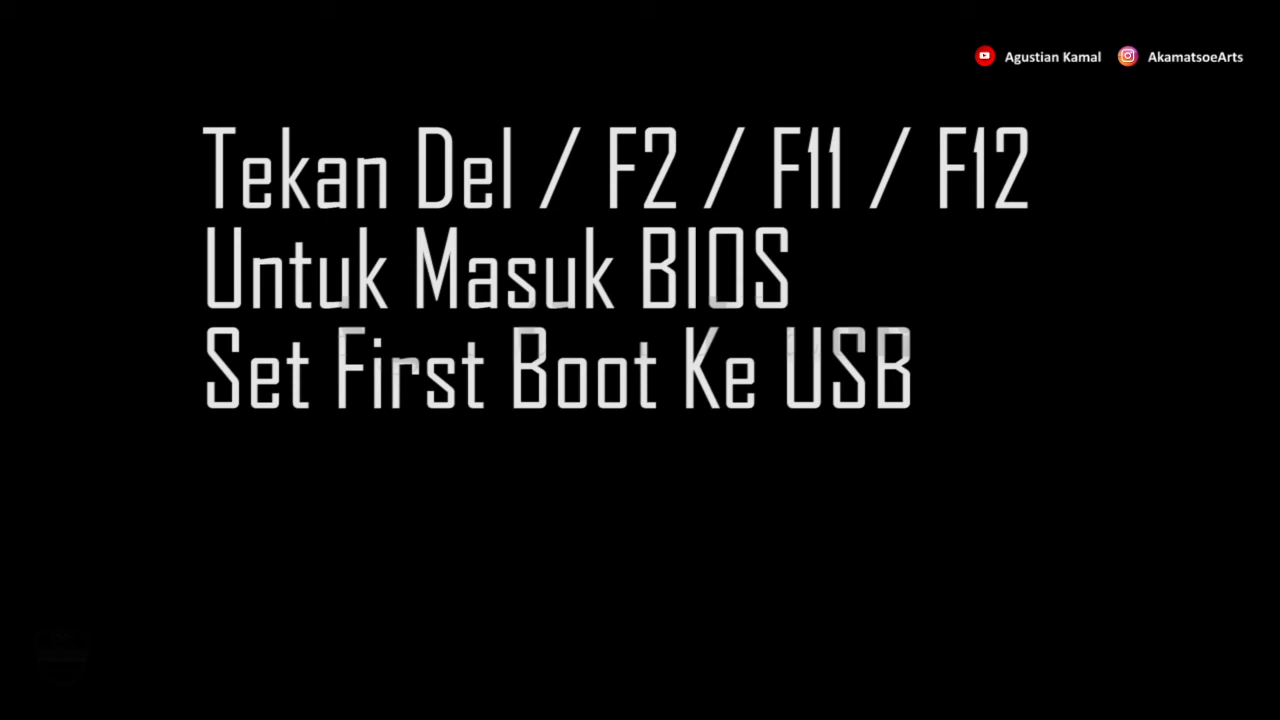 Agustian Kamal AkamatsoeArts
Tekan Del / F2 / F11 / F12
Untuk Masuk BIOS
Set First Boot Ke USB